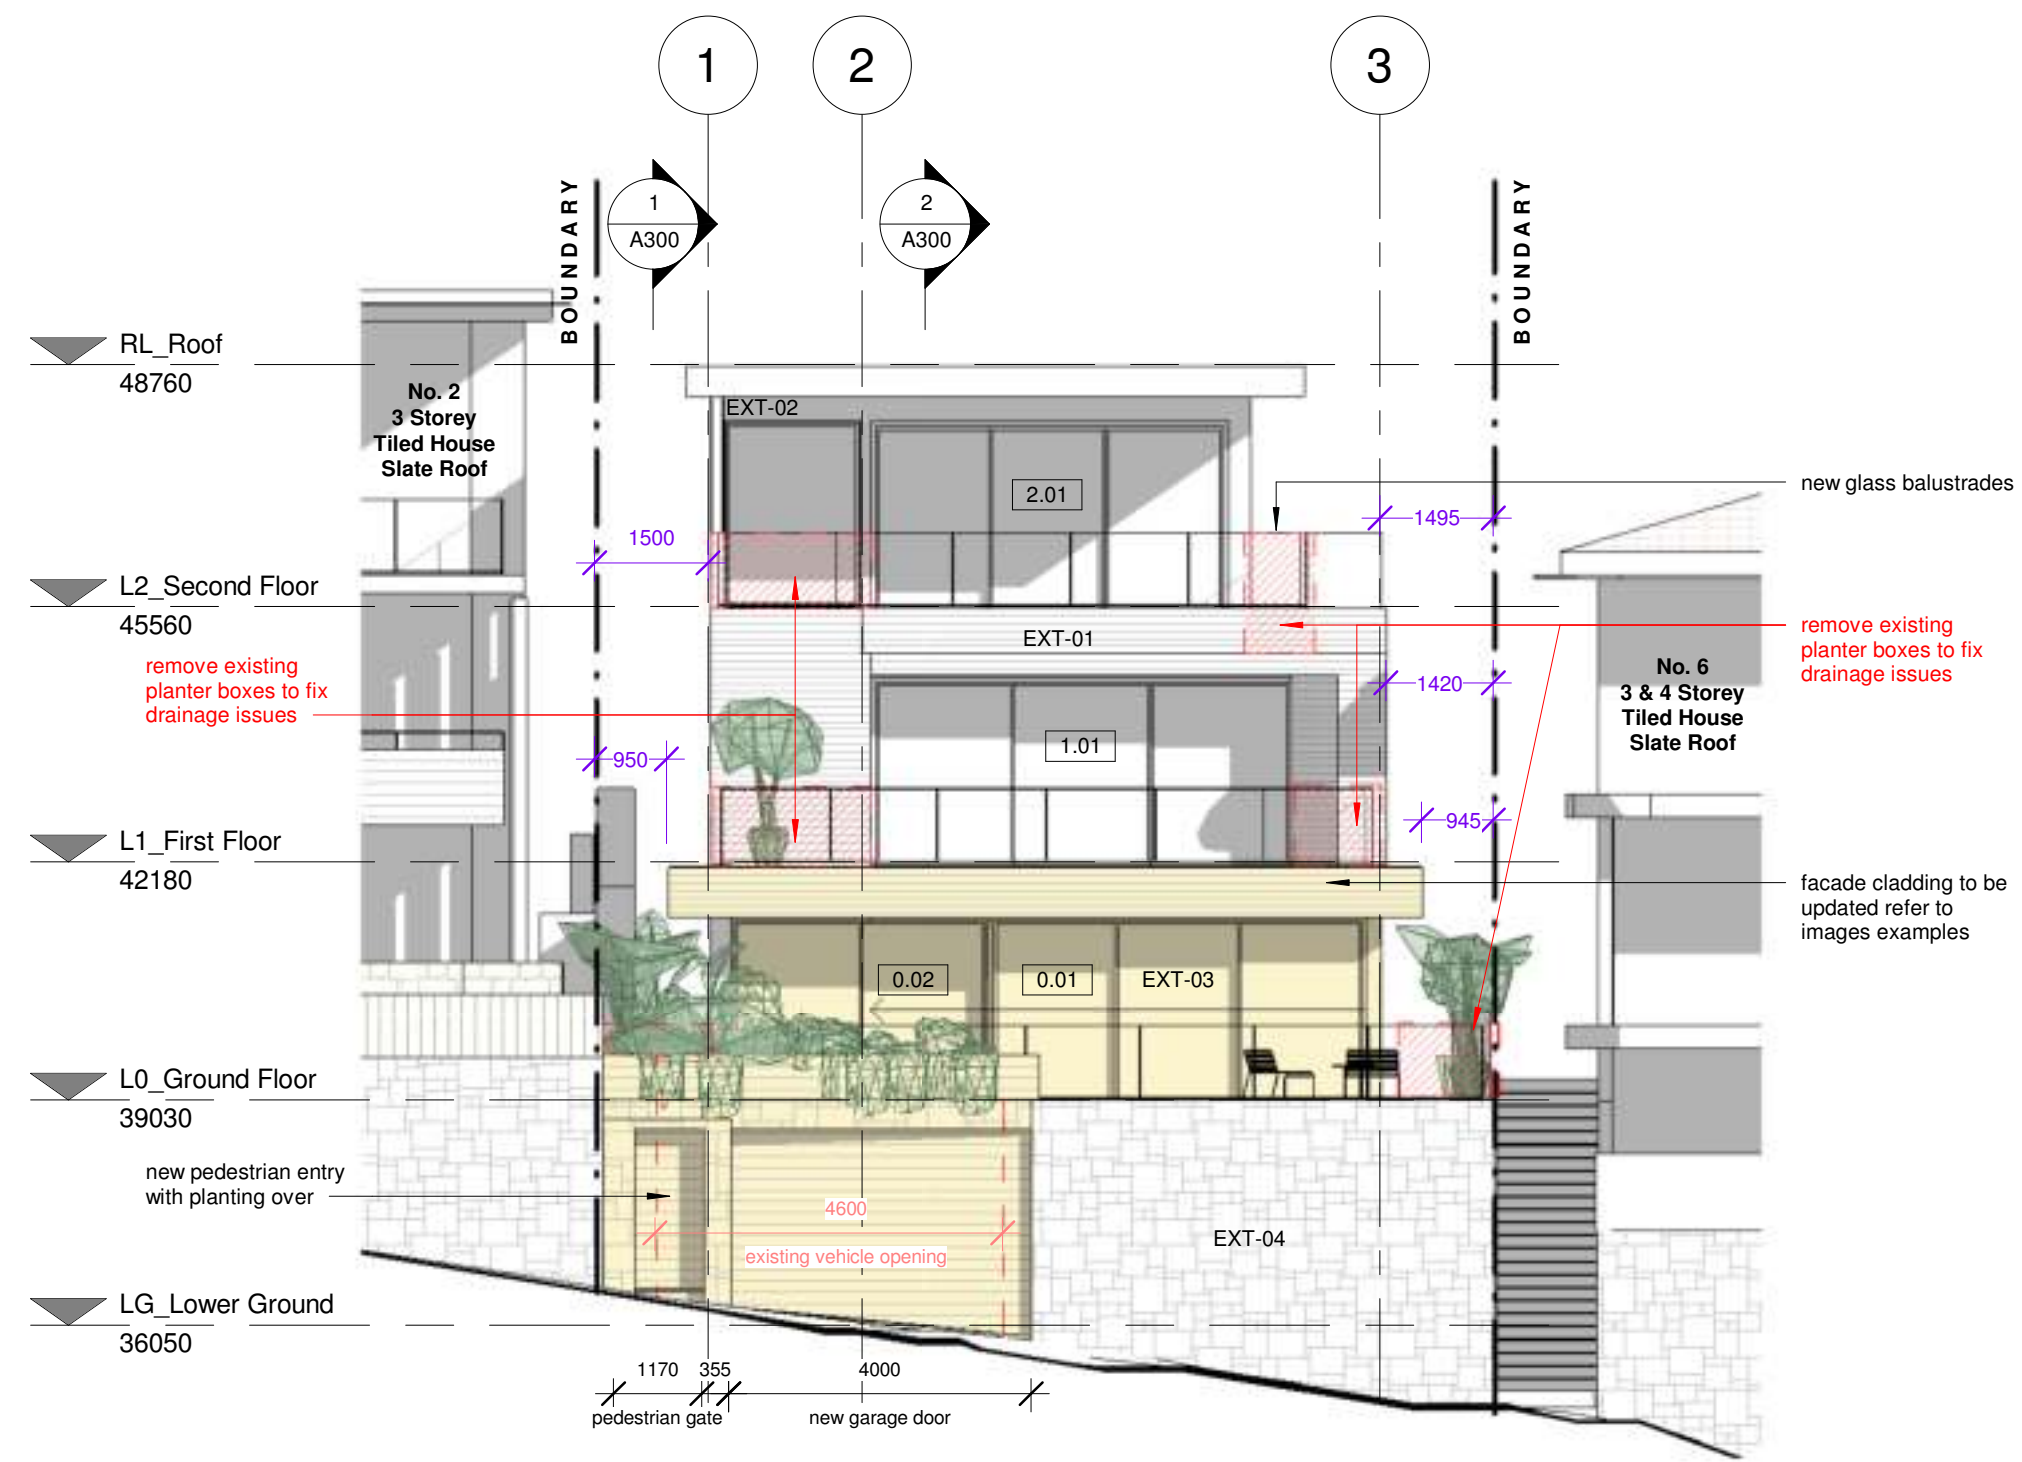 1
2
3
BOUNDARY
1
A300
2
A300
BOUNDARY
RL_Roof
48760
No. 2
3 Storey
Tiled House
Slate Roof
EXT-02
2.01
new glass balustrades
1495
1500
L2_Second Floor
45560
EXT-01
remove existing
planter boxes to fix
drainage issues
remove existing
planter boxes to fix
drainage issues
1420
No. 6
3 & 4 Storey
Tiled House
Slate Roof
1.01
950
945
L1_First Floor
42180
facade cladding to be
updated refer to
images examples
0.02
0.01
EXT-03
L0_Ground Floor
39030
new pedestrian entry
with planting over
4600
existing vehicle opening
EXT-04
LG_Lower Ground
36050
1170
355
4000
pedestrian gate
new garage door